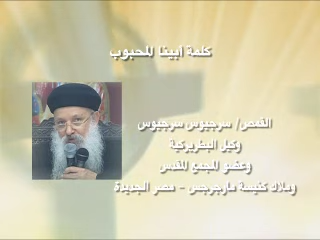 كلمة أبينا المحبوب
القمص/ سرجيوس سرجيوس
وكيل البطريركية
وعضو المجمع المقدس
وملاك كنيسة مارجرجس - مصر الجديدة